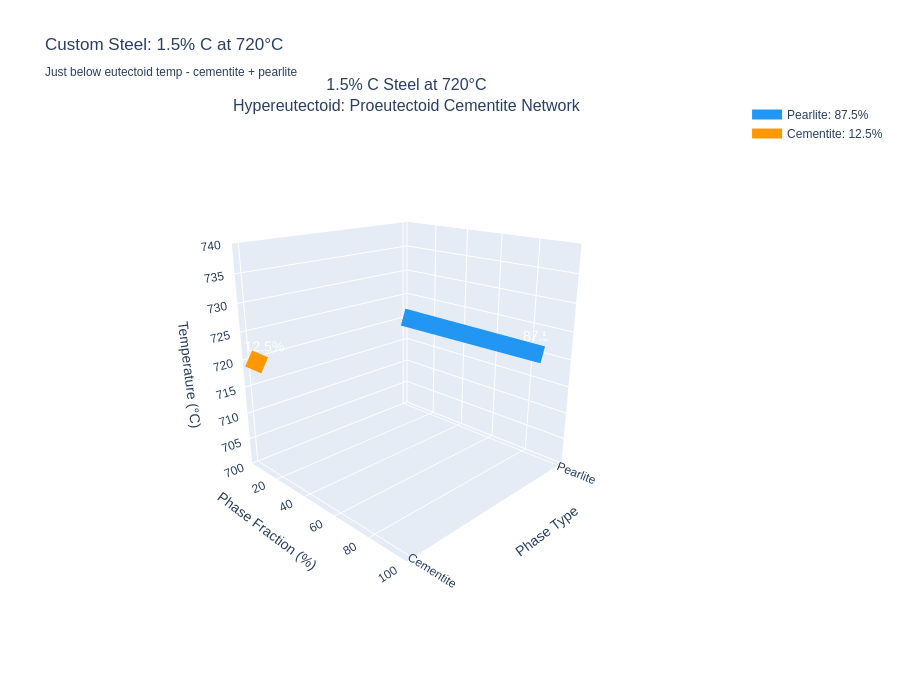 Custom Steel: 1.5% C at 720°C
Just below eutectoid temp - cementite + pearlite
1.5% C Steel at 720°C
Hypereutectoid: Proeutectoid Cementite Network
Pearlite: 87.5%
Cementite: 12.5%
740
735
730
725
720
715
710
705
700
Temperature (°C)
12.5%
20
40
60
80
100
Phase Fraction (%)
Pearlite
Cementite
Phase Type